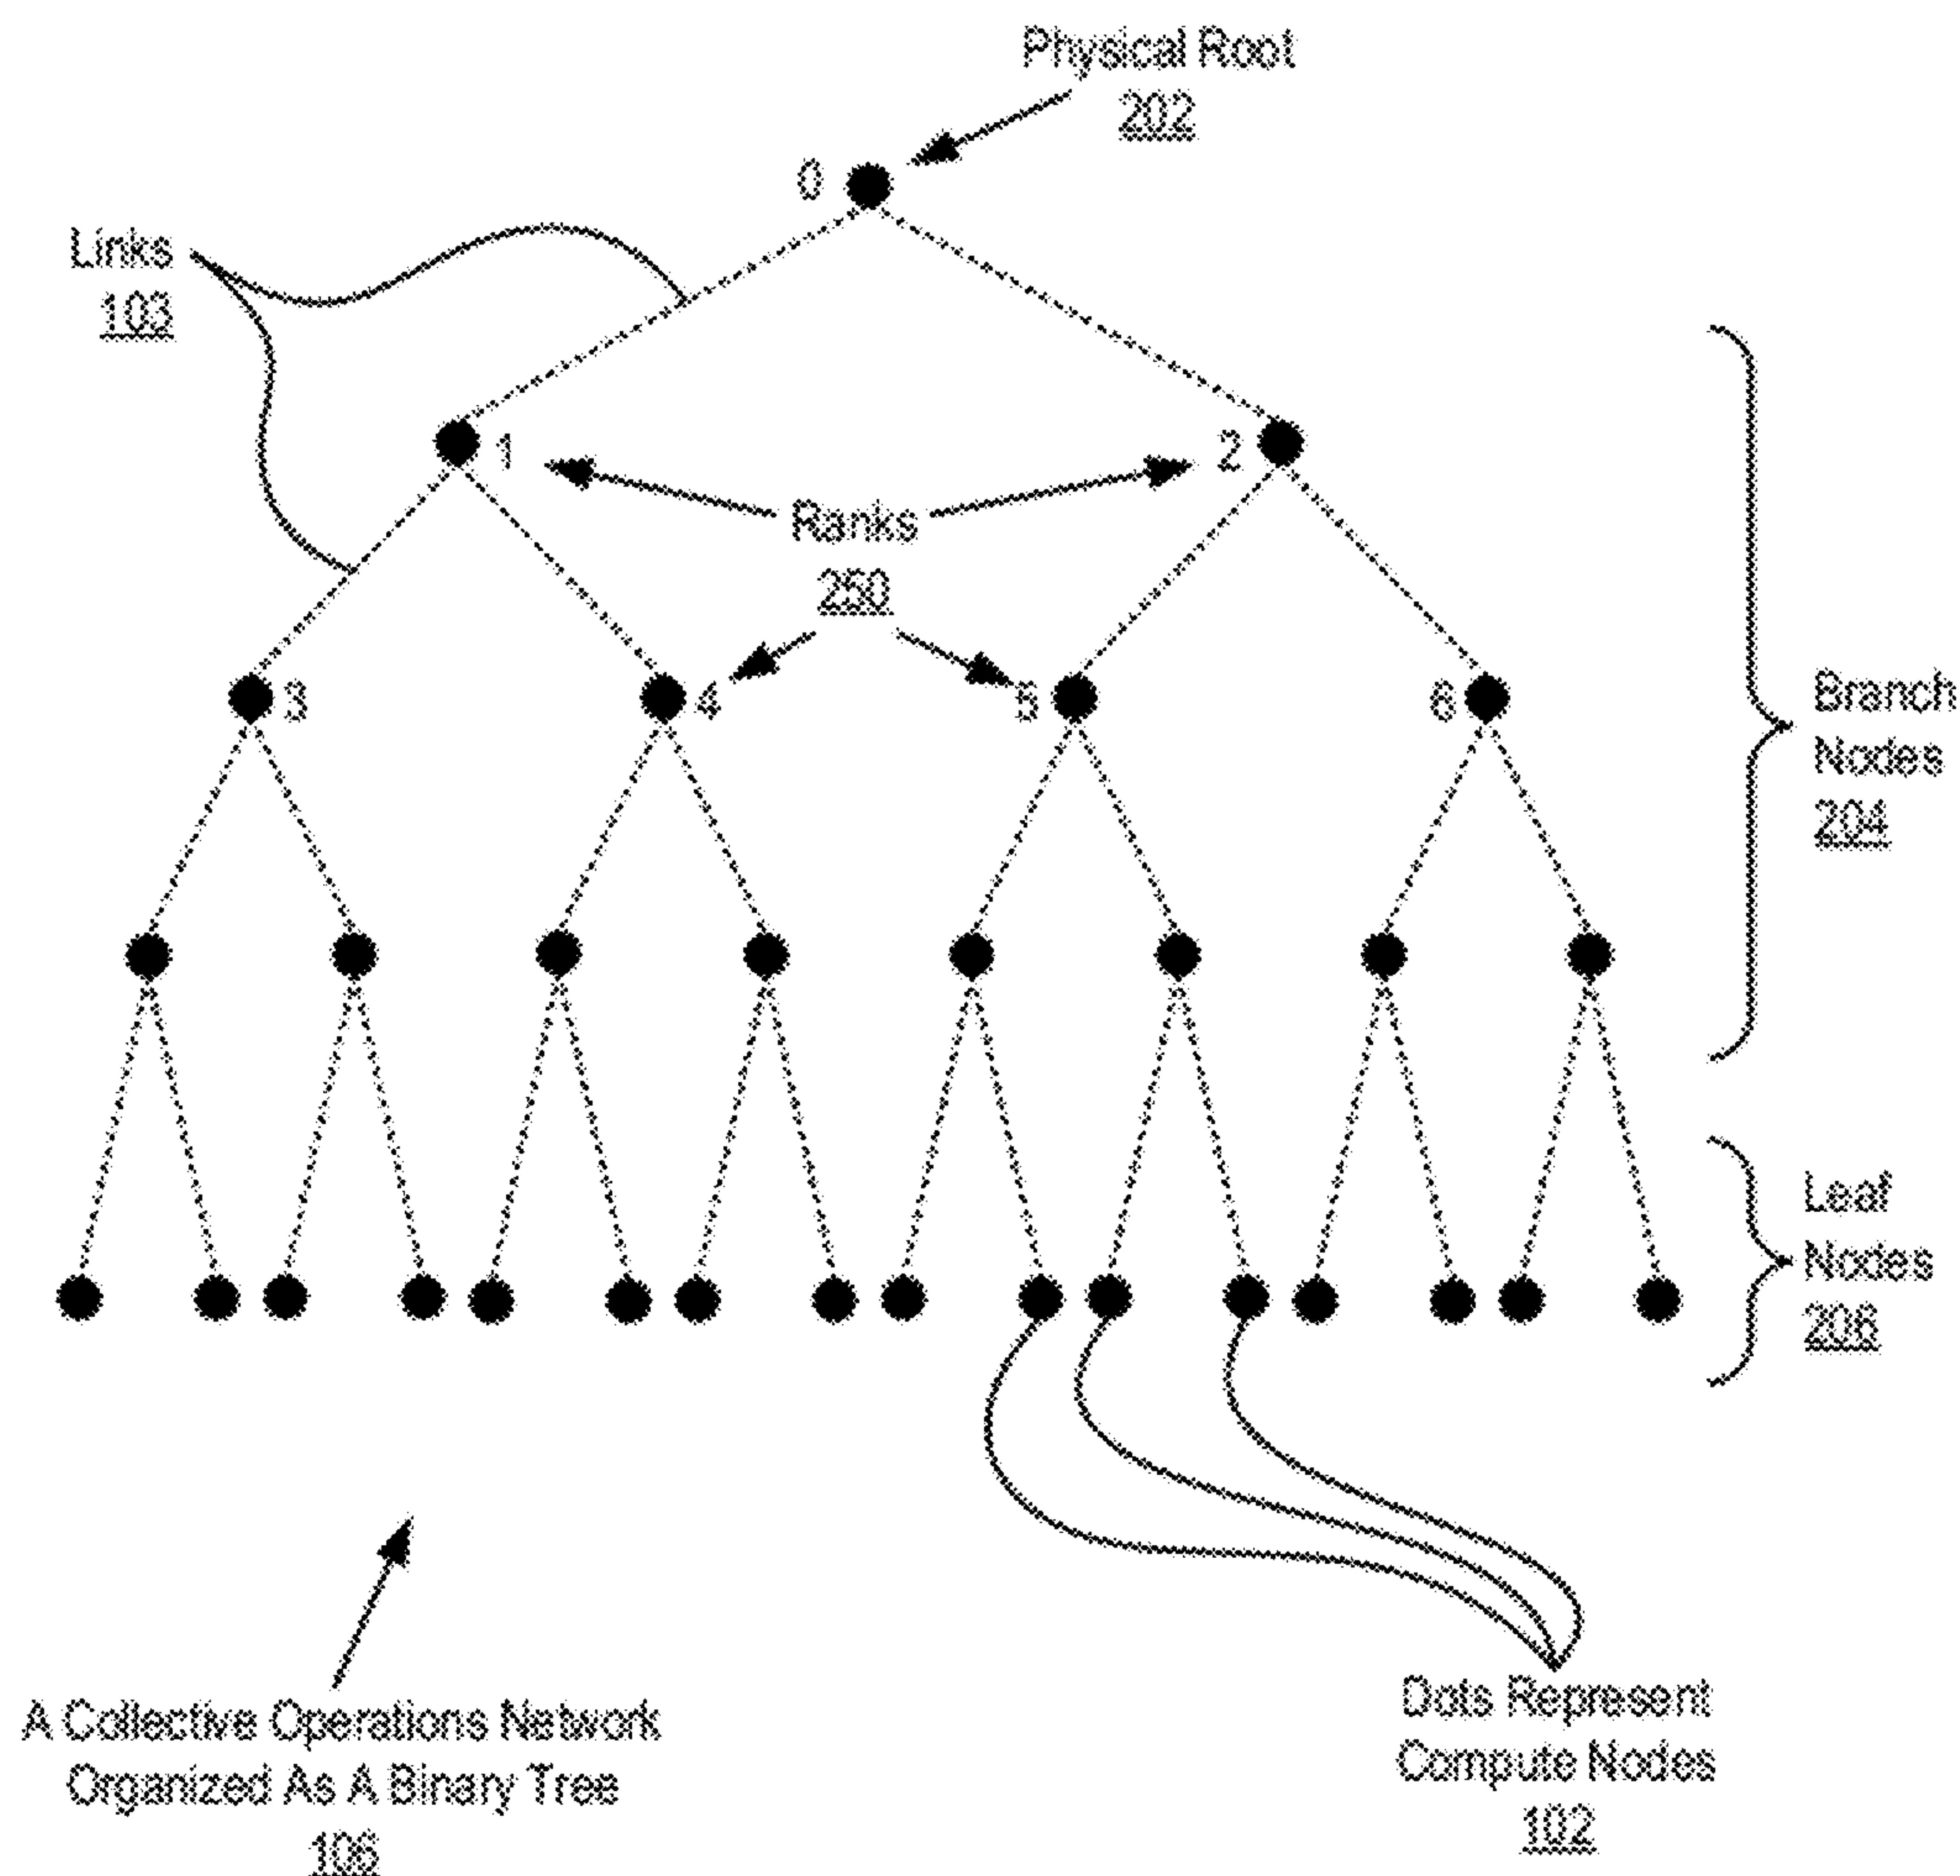 Physical Root
202
0
Links
103
1
2
Ranks
250
3
4
5
6
Branch
Nodes
204
Leaf
Nodes
206
A Collective Operations Network
Organized As A Binary Tree
106
Dots Represent
Compute Nodes
102